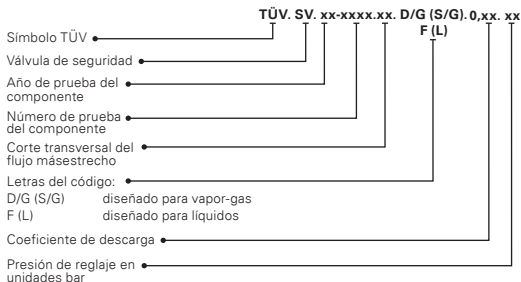 TÜV. SV. xx-xxxx.xx. D/G (S/G). 0,xx. xx
F (L)
Símbolo TÜV
Válvula de seguridad
Año de prueba del
componente
Número de prueba
del componente
Corte transversal del
flujo másestrecho
Letras del código:
D/G (S/G) diseñado para vapor-gas
F (L) diseñado para líquidos
Coeficiente de descarga
Presión de reglaje en
unidades bar